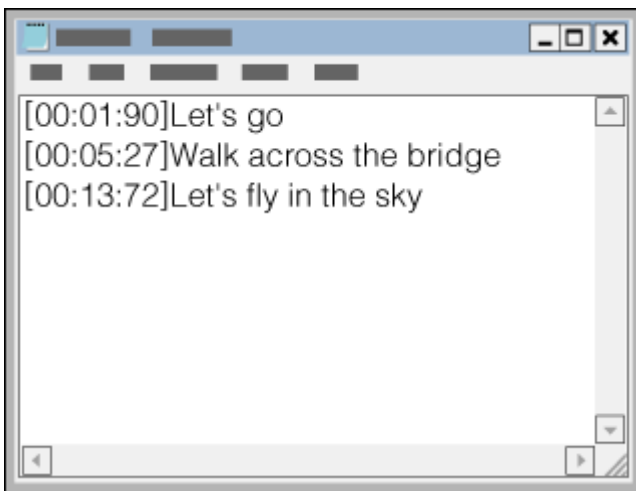 [00:01:90]Let's go
[00:05:27]Walk across the bridge
[00:13:72]Let's fly in the sky